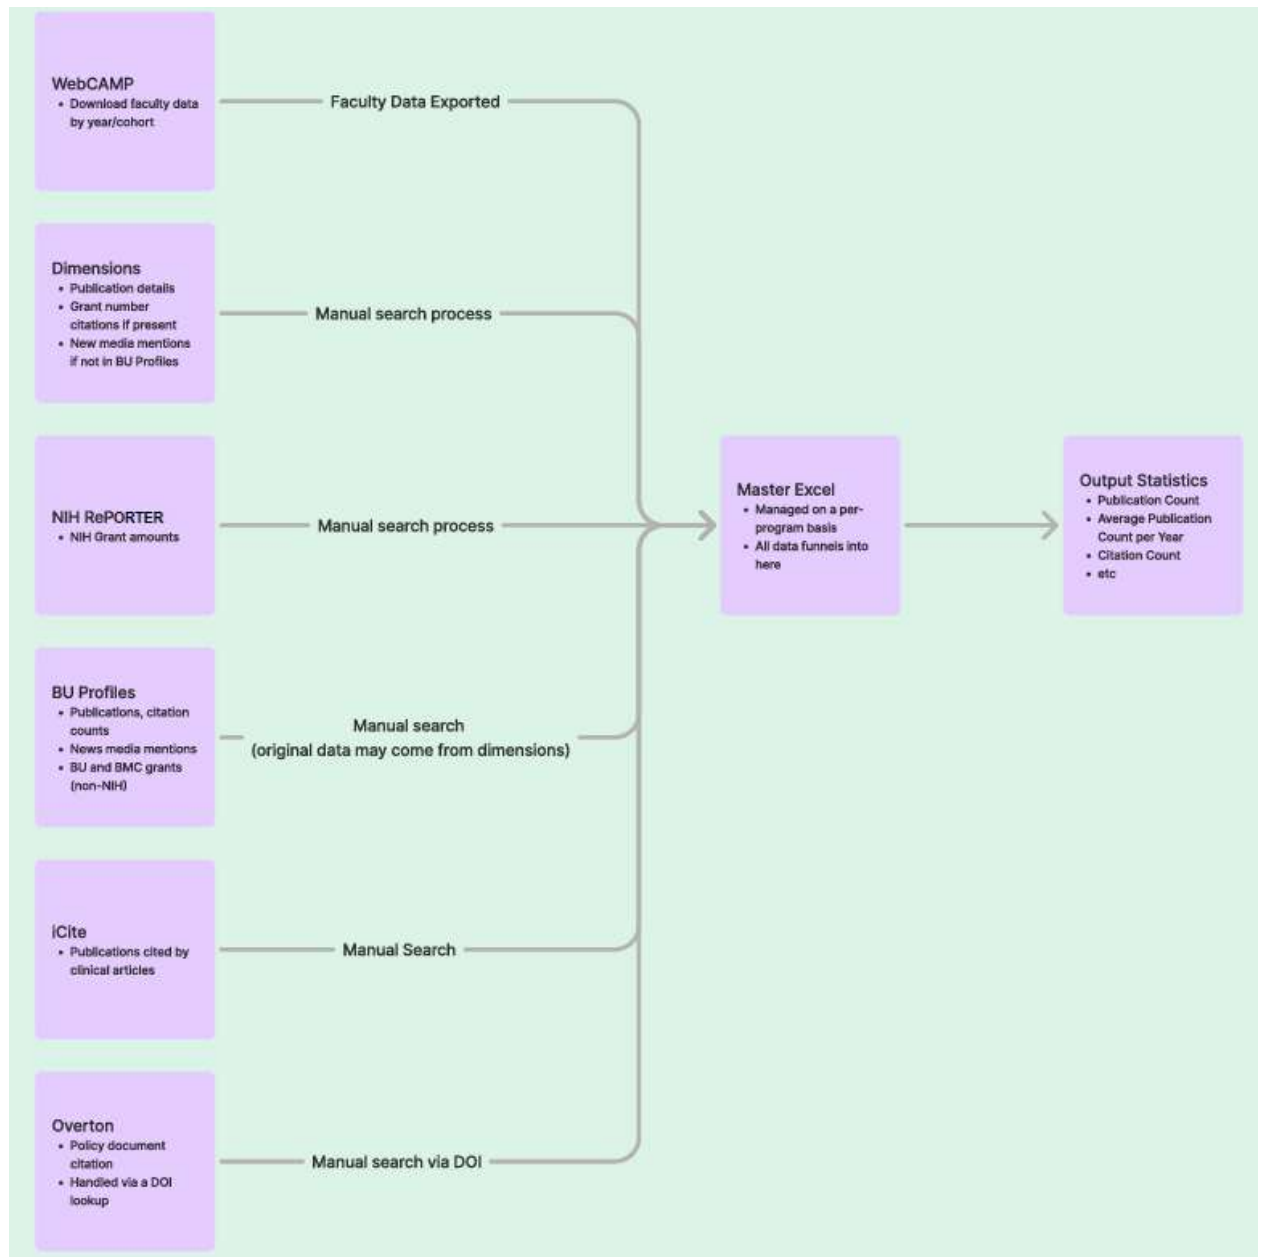 WebCAMP
• Download faculty data
by year/cohort
Faculty Data Exported
Dimensions
• Publication details
• Grant number
citations if present
• New media mentions
if not in BU Profiles
Manual search process
NIH RePORTER
• NIH Grant amounts
Manual search process
Master Excel
• Managed on a per-
program basis
• All data funnels into
here
Output Statistics
• Publication Count
• Average Publication
Count per Year
• Citation Count
• etc
BU Profiles
• Publications, citation
counts
• News media mentions
• BU and BMC grants
(non-NIH)
Manual search
(original data may come from dimensions)
iCite
• Publications cited by
clinical articles
Manual Search
Overton
• Policy document
citation
• Handled via a DOI
lookup
Manual search via DOI